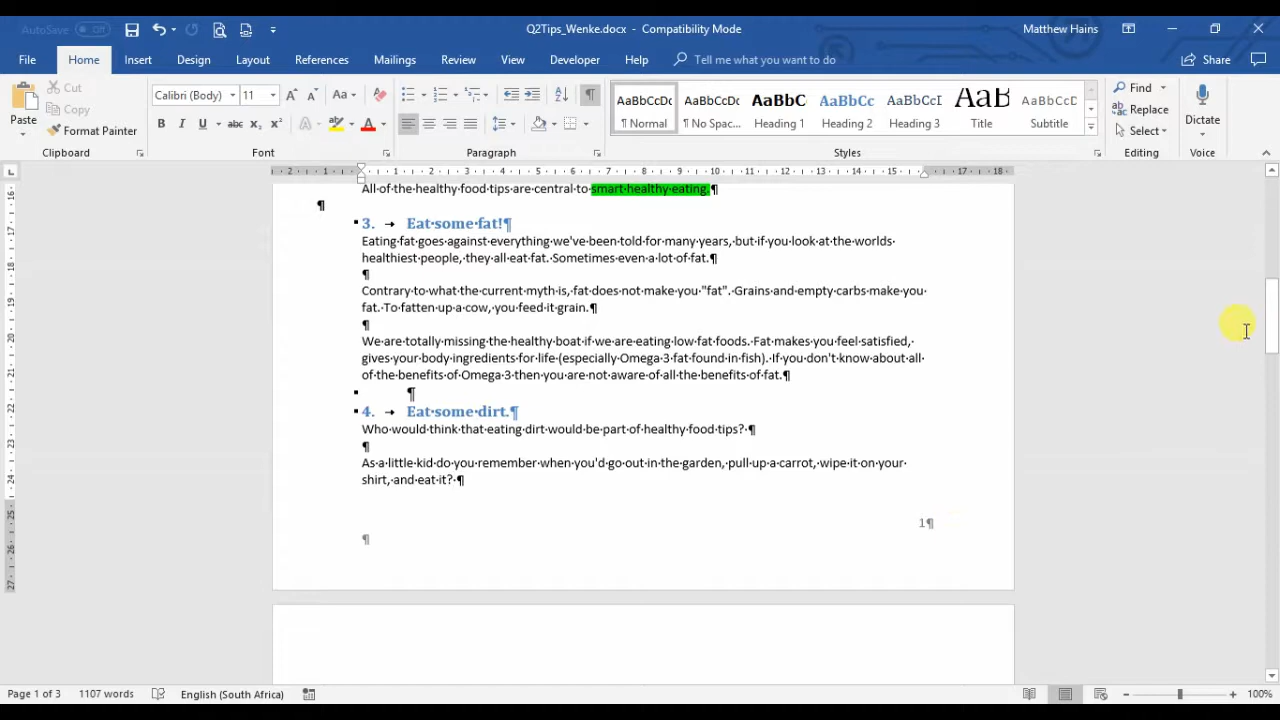 AutoSave Off
Q2Tips_Wenke.docx - Compatibility Mode
Matthew Hains
File Home Insert Design Layout References Mailings Review View Developer Help Tell me what you want to do Share
Paste
Cut
Copy
Format Painter
Clipboard
Calibri (Body) 11
Font
Paragraph
AaBbCcDc AaBbCcDc AaBbC AaBbCc AaBbCcI AaB AaBbCcD
¶ Normal ¶ No Spac... Heading 1 Heading 2 Heading 3 Title Subtitle
Styles
Find
Replace
Select
Editing
Dictate
Voice
All·of·the·healthy·food·tips·are·central·to·smart·healthy·eating.¶
¶
3. → Eat·some·fat!¶
Eating·fat·goes·against·everything·we've·been·told·for·many·years,·but·if·you·look·at·the·worlds·
healthiest·people,·they·all·eat·fat.·Sometimes·even·a·lot·of·fat.¶
¶
Contrary·to·what·the·current·myth·is,·fat·does·not·make·you·"fat".·Grains·and·empty·carbs·make·you·
fat.·To·fatten·up·a·cow,·you·feed·it·grain.¶
¶
We·are·totally·missing·the·healthy·boat·if·we·are·eating·low·fat·foods.·Fat·makes·you·feel·satisfied,·
gives·your·body·ingredients·for·life·(especially·Omega·3·fat·found·in·fish).·If·you·don't·know·about·all·
of·the·benefits·of·Omega·3·then·you·are·not·aware·of·all·the·benefits·of·fat.¶
¶
4. → Eat·some·dirt.¶
Who·would·think·that·eating·dirt·would·be·part·of·healthy·food·tips?·¶
¶
As·a·little·kid·do·you·remember·when·you'd·go·out·in·the·garden,·pull·up·a·carrot,·wipe·it·on·your·
shirt,·and·eat·it?·¶
1¶
¶
Page 1 of 3 1107 words English (South Africa) 100%